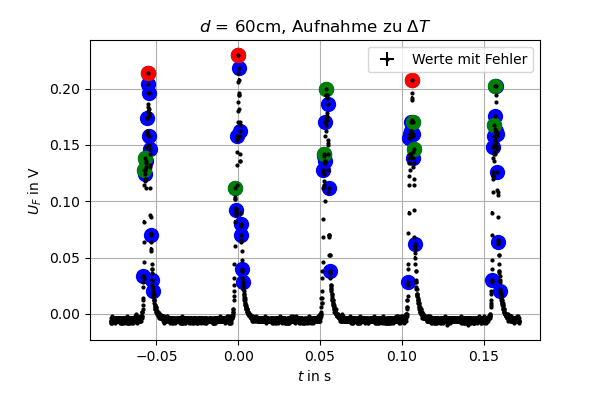 d = 60cm, Aufnahme zu ΔT
Werte mit Fehler
U_F in V
0.20
0.15
0.10
0.05
0.00
−0.05 0.00 0.05 0.10 0.15
t in s